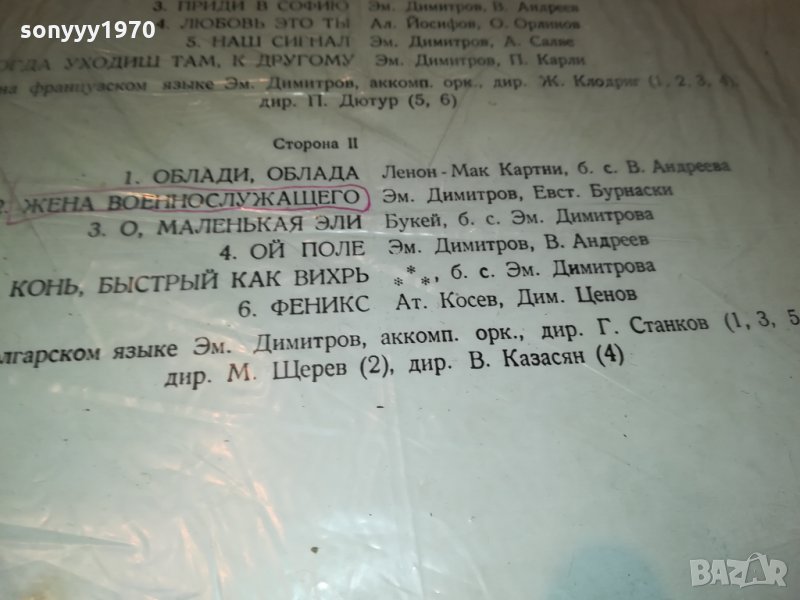 sonyyy1970
3. ПРИДИ В СОФИЮ Эм. Димитров, В. Андреев
4. ЛЮБОВЬ ЭТО ТЫ Ал. Йосифов, О. Орлинов
5. НАШ СИГНАЛ Эм. Димитров, А. Салве
ОГДА УХОДИШ ТАМ, К ДРУГОМУ Эм. Димитров, П. Карли
на французском языке Эм. Димитров, аккомп. орк., дир. Ж. Клодриг (1, 2, 3, 4),
дир. П. Дютур (5, 6)
Сторона II
1. ОБЛАДИ, ОБЛАДА Ленон-Мак Картни, б. с. В. Андреева
2. ЖЕНА ВОЕННОСЛУЖАЩЕГО Эм. Димитров, Евст. Бурнаски
3. О, МАЛЕНЬКАЯ ЭЛИ Букей, б. с. Эм. Димитрова
4. ОЙ ПОЛЕ Эм. Димитров, В. Андреев
КОНЬ, БЫСТРЫЙ КАК ВИХРЬ ***, б. с. Эм. Димитрова
6. ФЕНИКС Ат. Косев, Дим. Ценов
лгарском языке Эм. Димитров, аккомп. орк., дир. Г. Станков (1, 3, 5
дир. М. Щерев (2), дир. В. Казасян (4)
BAZAR